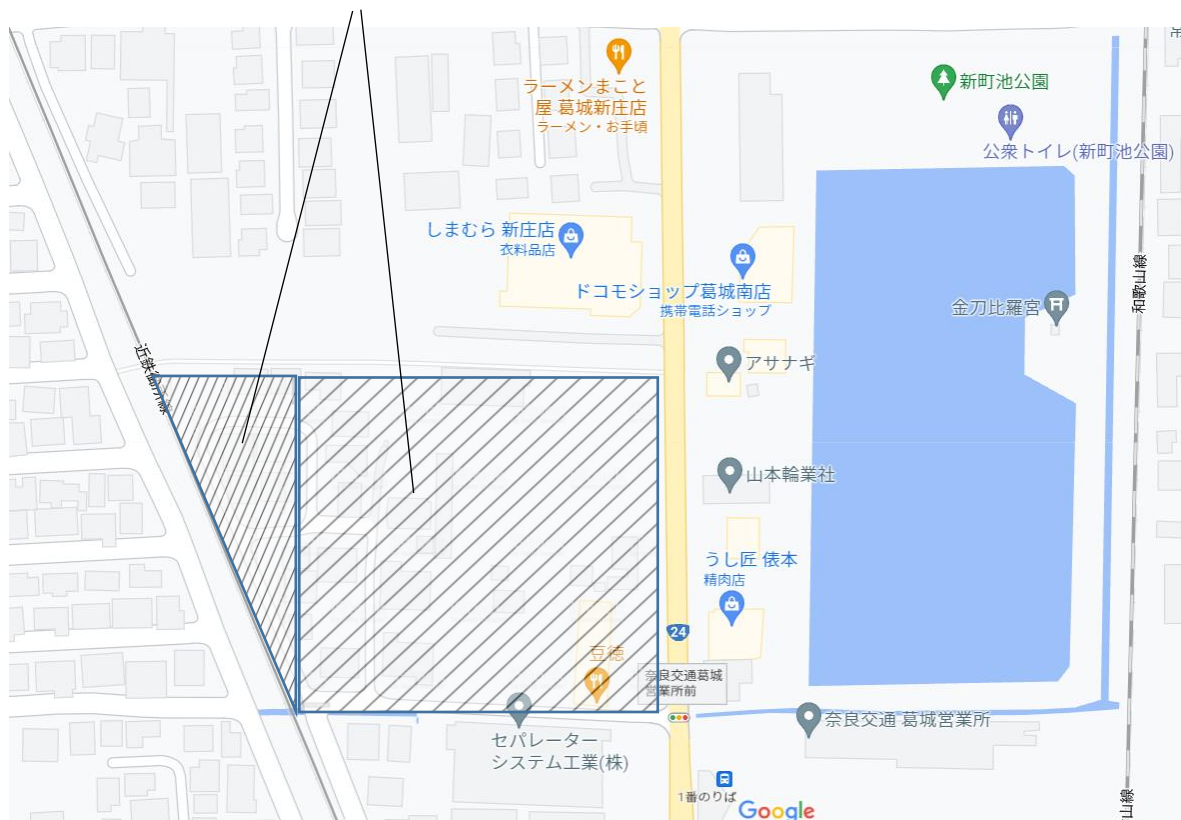 ラーメンまこと
屋 葛城新庄店
ラーメン・お手頃
新町池公園
公衆トイレ(新町池公園)
しまむら 新庄店
衣料品店
ドコモショップ葛城南店
携帯電話ショップ
和歌山線
金刀比羅宮
近鉄御所線
アサナギ
山本輪業社
うし匠 俵本
精肉店
24
豆徳
奈良交通葛城
営業所前
セパレーター
システム工業(株)
奈良交通 葛城営業所
1番のりば
Google
山線